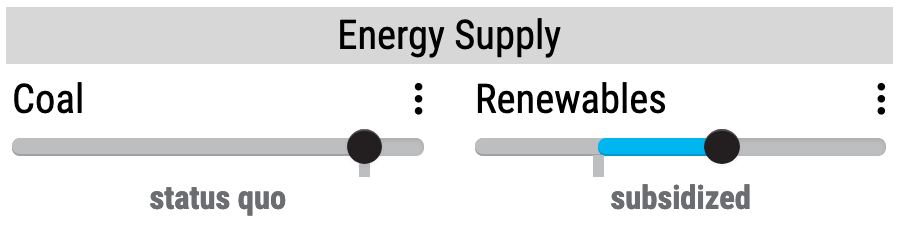 Energy Supply
Coal
Renewables
status quo
subsidized